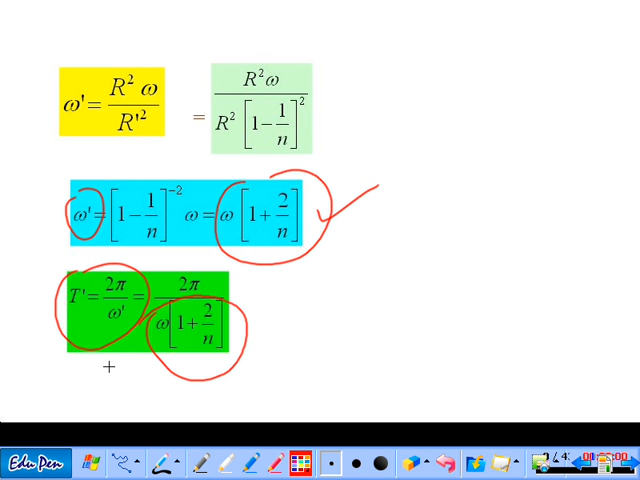 ω' = R² ω / R'² = R²ω / R² [1 − 1/n]²
ω' = [1 − 1/n]⁻² ω = ω [1 + 2/n]
T' = 2π / ω' = 2π / ω[1 + 2/n]
Edu Pen